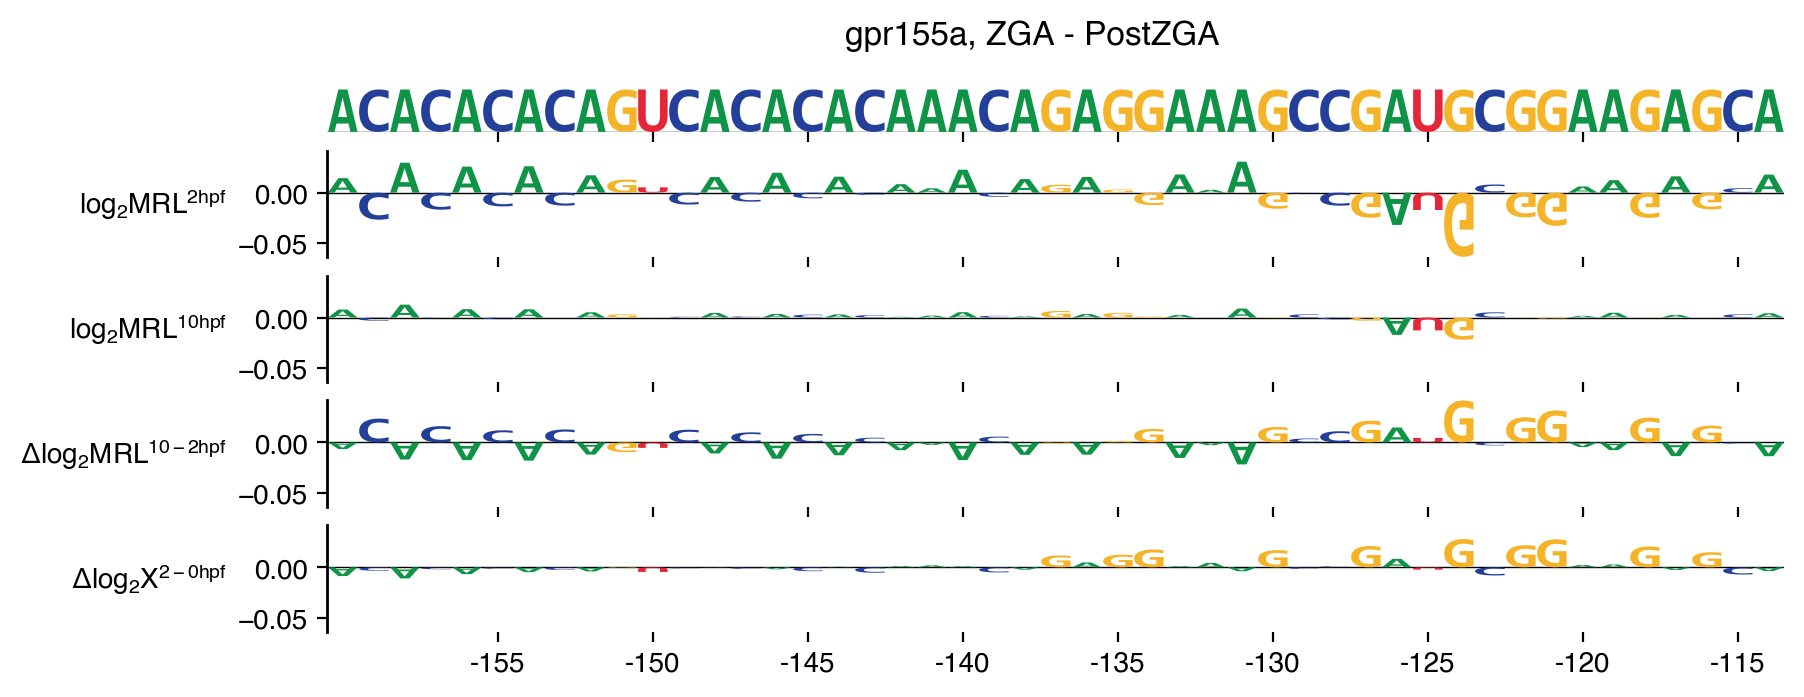 gpr155a, ZGA - PostZGA
ACACACACAGUCACACACAAACAGAGGAAAGCCGAUGCGGAAGAGCA
log₂MRL²ʰᵖᶠ
0.00
−0.05
log₂MRL¹⁰ʰᵖᶠ
0.00
−0.05
Δlog₂MRL¹⁰⁻²ʰᵖᶠ
0.00
−0.05
Δlog₂X²⁻⁰ʰᵖᶠ
0.00
−0.05
-155 -150 -145 -140 -135 -130 -125 -120 -115